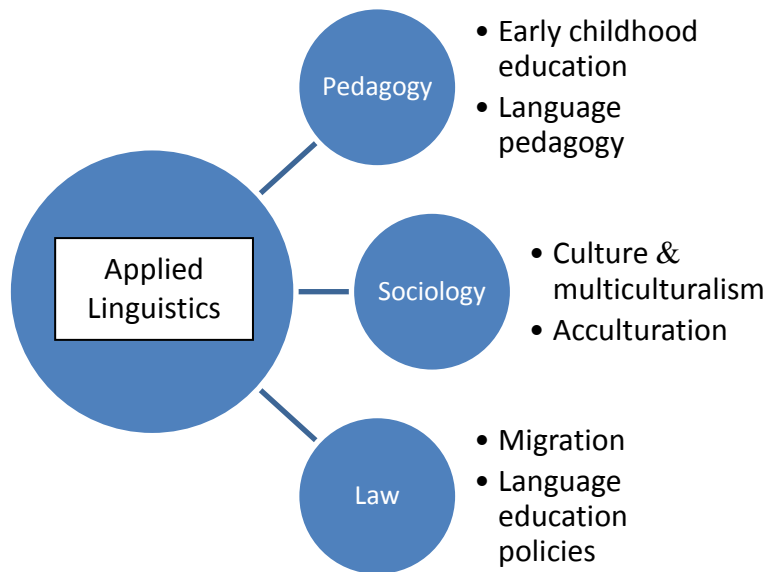 Pedagogy
• Early childhood
education
• Language
pedagogy
Applied
Linguistics
Sociology
• Culture &
multiculturalism
• Acculturation
Law
• Migration
• Language
education
policies